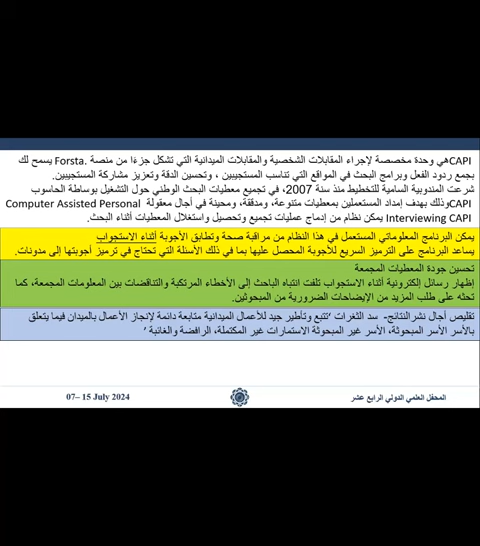 CAPIهي وحدة مخصصة لإجراء المقابلات الشخصية والمقابلات الميدانية التي تشكل جزءًا من منصة .Forsta يسمح لك
بجمع ردود الفعل وبرامج البحث في المواقع التي تناسب المستجيبين ، وتحسين الدقة وتعزيز مشاركة المستجيبين.
شرعت المندوبية السامية للتخطيط منذ سنة 2007، في تجميع معطيات البحث الوطني حول التشغيل بوساطة الحاسوب
CAPIوذلك بهدف إمداد المستعملين بمعطيات متنوعة، ومدققة، ومحينة في أجال معقولة Computer Assisted Personal
Interviewing CAPI يمكن نظام من إدماج عمليات تجميع وتحصيل واستغلال المعطيات أثناء البحث.
يمكن البرنامج المعلوماتي المستعمل في هذا النظام من مراقبة صحة وتطابق الأجوبة أثناء الاستجواب
يساعد البرنامج على الترميز السريع للأجوبة المحصل عليها بما في ذلك الأسئلة التي تحتاج في ترميز أجوبتها إلى مدونات.
تحسين جودة المعطيات المجمعة
إظهار رسائل إلكترونية أثناء الاستجواب تلفت انتباه الباحث إلى الأخطاء المرتكبة والتناقضات بين المعلومات المجمعة، كما
تحثه على طلب المزيد من الإيضاحات الضرورية من المبحوثين.
تقليص أجال نشرالنتائج- سد الثغرات ’تتبع وتأطير جيد للأعمال الميدانية متابعة دائمة لإنجاز الأعمال بالميدان فيما يتعلق
بالأسر الأسر المبحوثة، الأسر غير المبحوثة الاستمارات غير المكتملة، الرافضة والغائبة ’
المحفل العلمي الدولي الرابع عشر
07– 15 July 2024